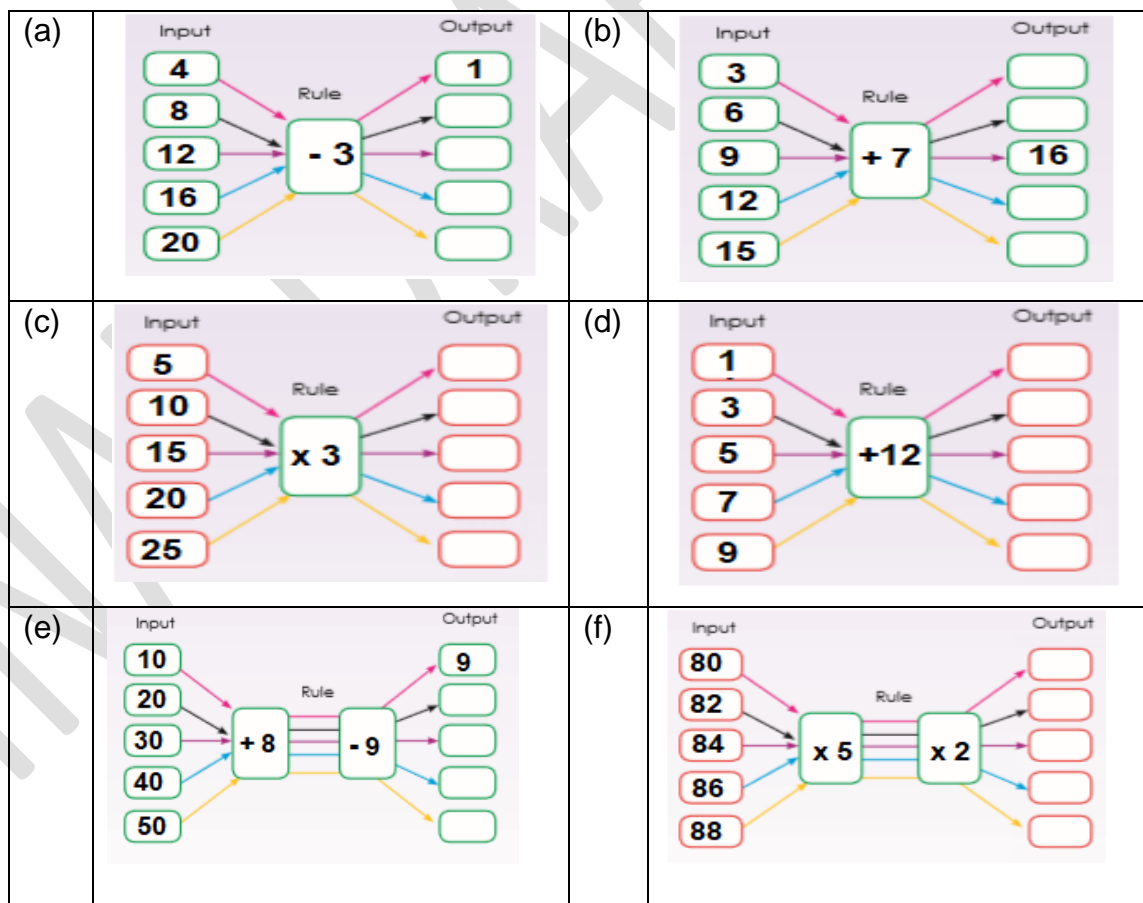 (a)
Input Output
4 1
Rule
8
12 - 3
16
20
(b)
Input Output
3
Rule
6
9 + 7 16
12
15
(c)
Input Output
5
Rule
10
15 x 3
20
25
(d)
Input Output
1
Rule
3
5 +12
7
9
(e)
Input Output
10 9
Rule
20
30 + 8 - 9
40
50
(f)
Input Output
80
Rule
82
84 x 5 x 2
86
88